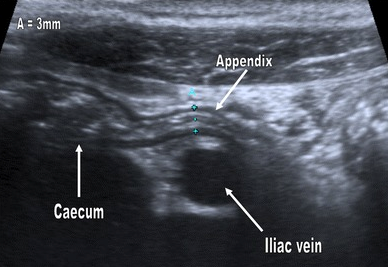 A = 3mm
Appendix
Caecum
Iliac vein